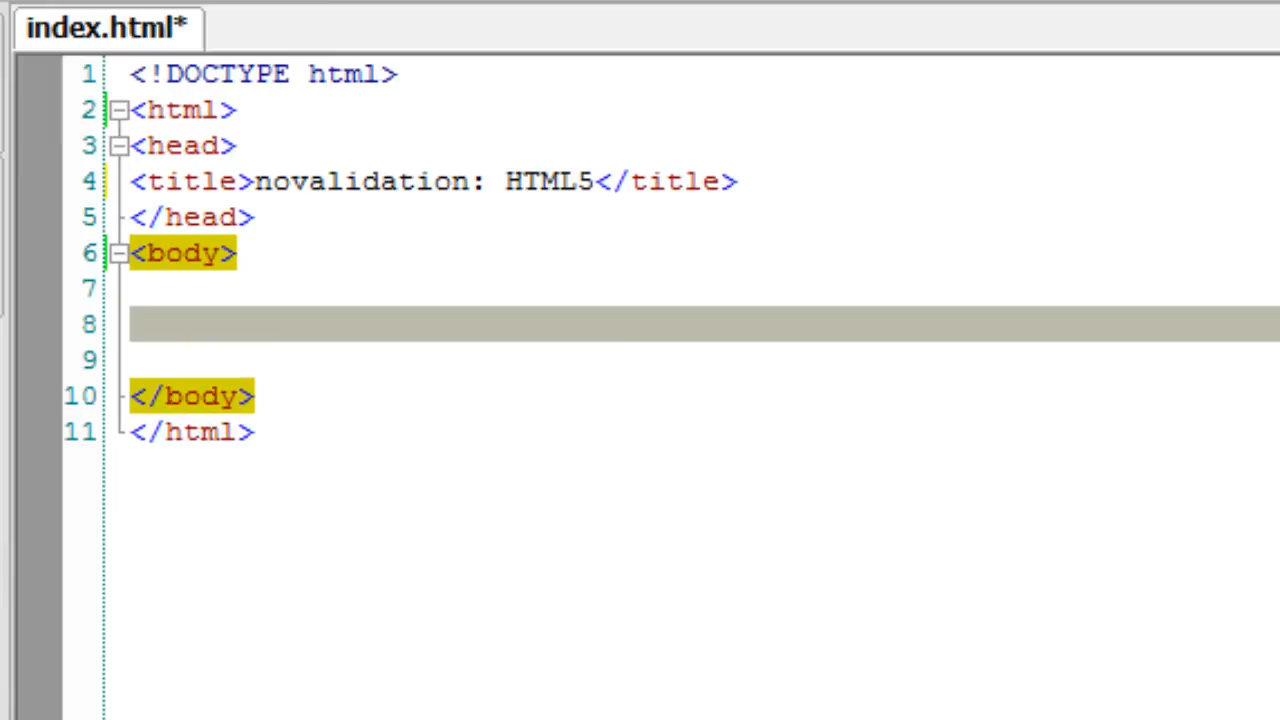 index.html*
1 <!DOCTYPE html>
2 <html>
3 <head>
4 <title>novalidation: HTML5</title>
5 </head>
6 <body>
7
8
9
10 </body>
11 </html>